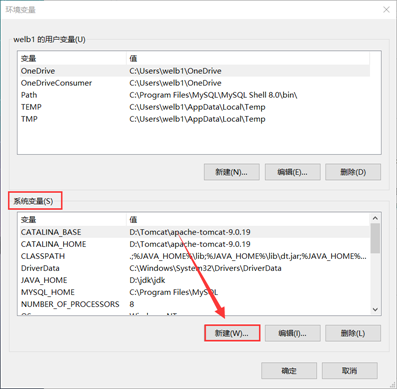 环境变量
welb1 的用户变量(U)
变量 值
OneDrive C:\Users\welb1\OneDrive
OneDriveConsumer C:\Users\welb1\OneDrive
Path C:\Program Files\MySQL\MySQL Shell 8.0\bin\
TEMP C:\Users\welb1\AppData\Local\Temp
TMP C:\Users\welb1\AppData\Local\Temp
新建(N)... 编辑(E)... 删除(D)
系统变量(S)
变量 值
CATALINA_BASE D:\Tomcat\apache-tomcat-9.0.19
CATALINA_HOME D:\Tomcat\apache-tomcat-9.0.19
CLASSPATH .;%JAVA_HOME%\lib;%JAVA_HOME%\lib\dt.jar;%JAVA_HOME%...
DriverData C:\Windows\System32\Drivers\DriverData
JAVA_HOME D:\jdk\jdk
MYSQL_HOME C:\Program Files\MySQL
NUMBER_OF_PROCESSORS 8
新建(W)... 编辑(I)... 删除(L)
确定 取消